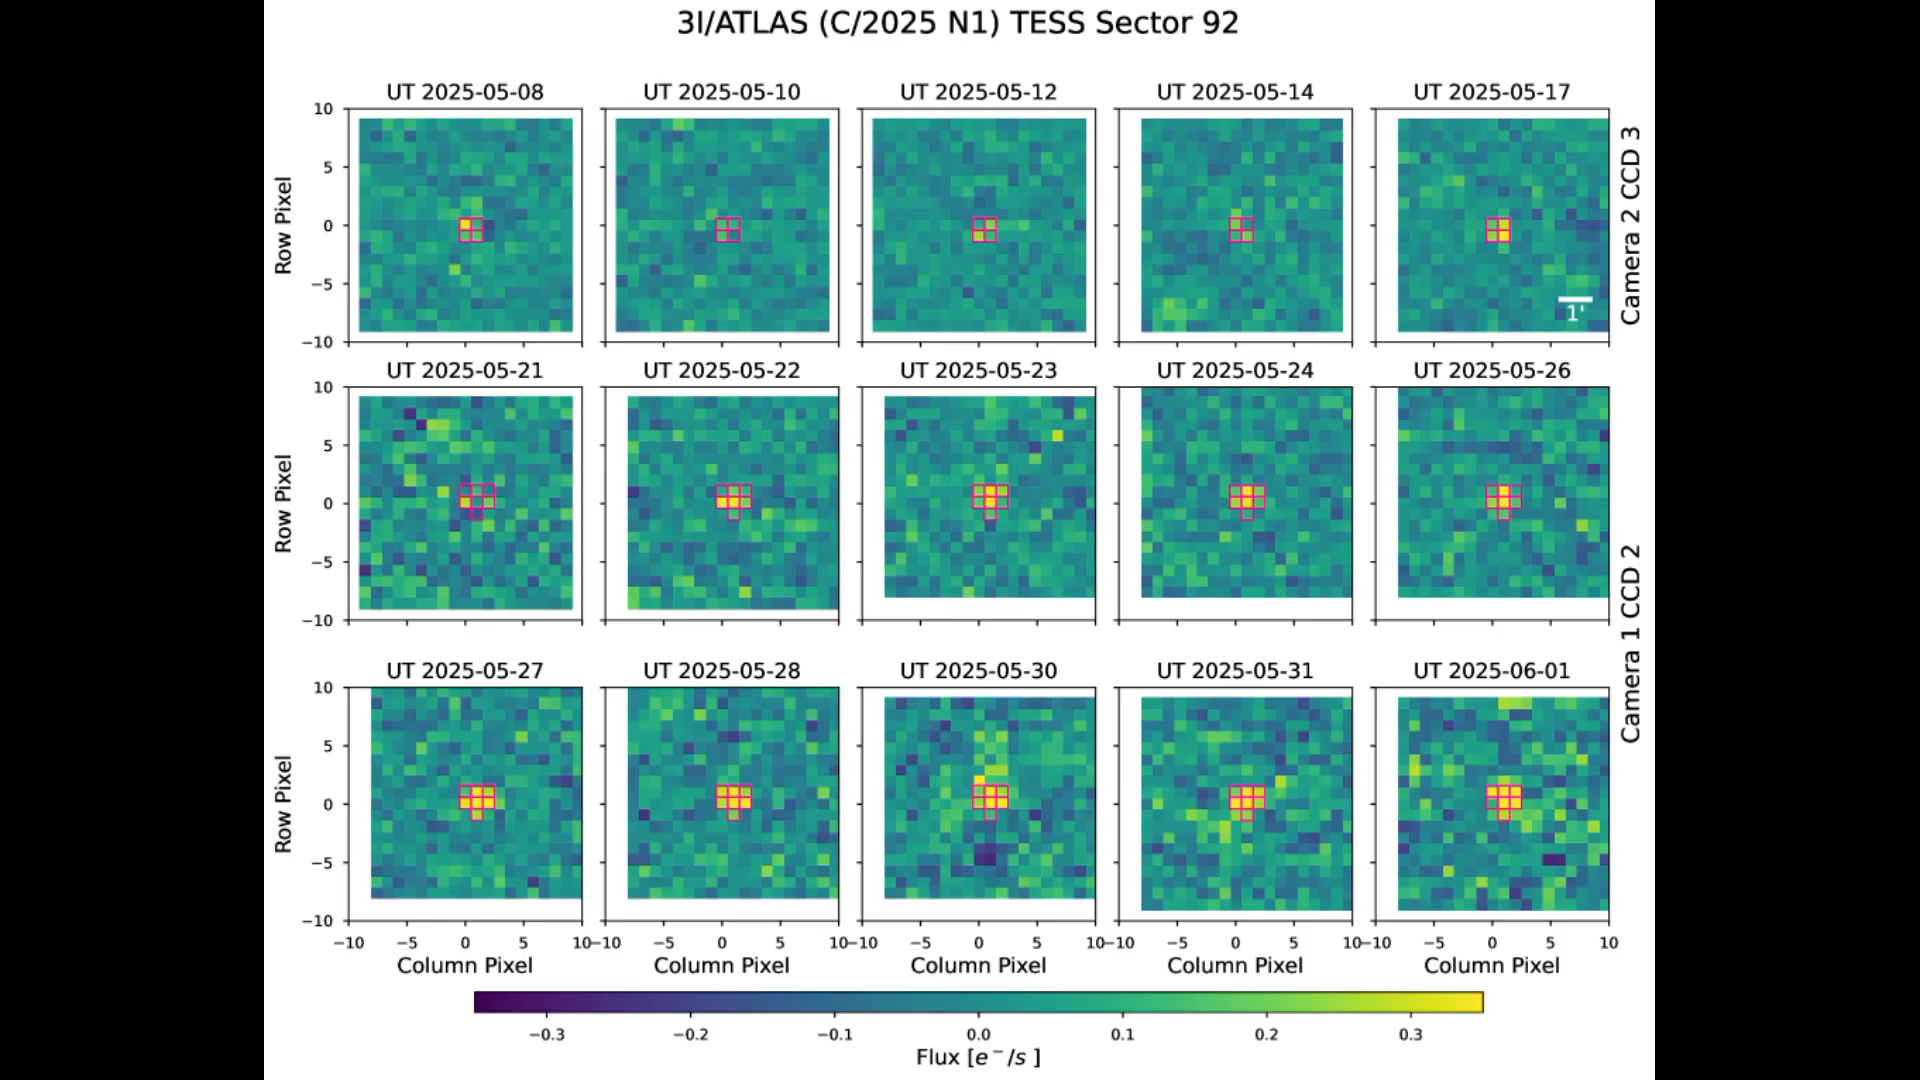 3I/ATLAS (C/2025 N1) TESS Sector 92
UT 2025-05-08 UT 2025-05-10 UT 2025-05-12 UT 2025-05-14 UT 2025-05-17
10
5
0
−5
−10
Row Pixel
1'
Camera 2 CCD 3
UT 2025-05-21 UT 2025-05-22 UT 2025-05-23 UT 2025-05-24 UT 2025-05-26
10
5
0
−5
−10
Row Pixel
Camera 1 CCD 2
UT 2025-05-27 UT 2025-05-28 UT 2025-05-30 UT 2025-05-31 UT 2025-06-01
10
5
0
−5
−10
Row Pixel
−10 −5 0 5 10 −10 −5 0 5 10 −10 −5 0 5 10 −10 −5 0 5 10 −10 −5 0 5 10
Column Pixel Column Pixel Column Pixel Column Pixel Column Pixel
−0.3 −0.2 −0.1 0.0 0.1 0.2 0.3
Flux [e⁻/s ]